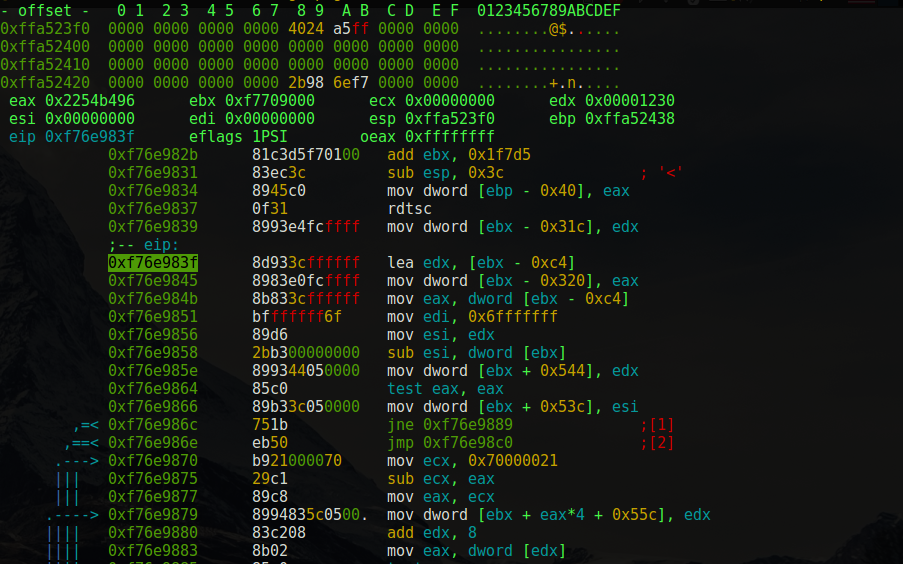 - offset -   0 1  2 3  4 5  6 7  8 9  A B  C D  E F  0123456789ABCDEF
0xffa523f0  0000 0000 0000 0000 4024 a5ff 0000 0000  ........@$......
0xffa52400  0000 0000 0000 0000 0000 0000 0000 0000  ................
0xffa52410  0000 0000 0000 0000 0000 0000 0000 0000  ................
0xffa52420  0000 0000 0000 0000 2b98 6ef7 0000 0000  ........+.n.....
eax 0x2254b496      ebx 0xf7709000      ecx 0x00000000      edx 0x00001230
esi 0x00000000      edi 0x00000000      esp 0xffa523f0      ebp 0xffa52438
eip 0xf76e983f      eflags 1PSI      oeax 0xffffffff
0xf76e982b      81c3d5f70100   add ebx, 0x1f7d5
0xf76e9831      83ec3c         sub esp, 0x3c            ; '<'
0xf76e9834      8945c0         mov dword [ebp - 0x40], eax
0xf76e9837      0f31           rdtsc
0xf76e9839      8993e4fcffff   mov dword [ebx - 0x31c], edx
;-- eip:
0xf76e983f      8d933cffffff   lea edx, [ebx - 0xc4]
0xf76e9845      8983e0fcffff   mov dword [ebx - 0x320], eax
0xf76e984b      8b833cffffff   mov eax, dword [ebx - 0xc4]
0xf76e9851      bfffffff6f     mov edi, 0x6fffffff
0xf76e9856      89d6           mov esi, edx
0xf76e9858      2bb300000000   sub esi, dword [ebx]
0xf76e985e      899344050000   mov dword [ebx + 0x544], edx
0xf76e9864      85c0           test eax, eax
0xf76e9866      89b33c050000   mov dword [ebx + 0x53c], esi
,=< 0xf76e986c      751b           jne 0xf76e9889           ;[1]
,==< 0xf76e986e      eb50           jmp 0xf76e98c0           ;[2]
.---> 0xf76e9870      b921000070     mov ecx, 0x70000021
||| 0xf76e9875      29c1           sub ecx, eax
||| 0xf76e9877      89c8           mov eax, ecx
.----> 0xf76e9879      8994835c0500.  mov dword [ebx + eax*4 + 0x55c], edx
|||| 0xf76e9880      83c208         add edx, 8
|||| 0xf76e9883      8b02           mov eax, dword [edx]